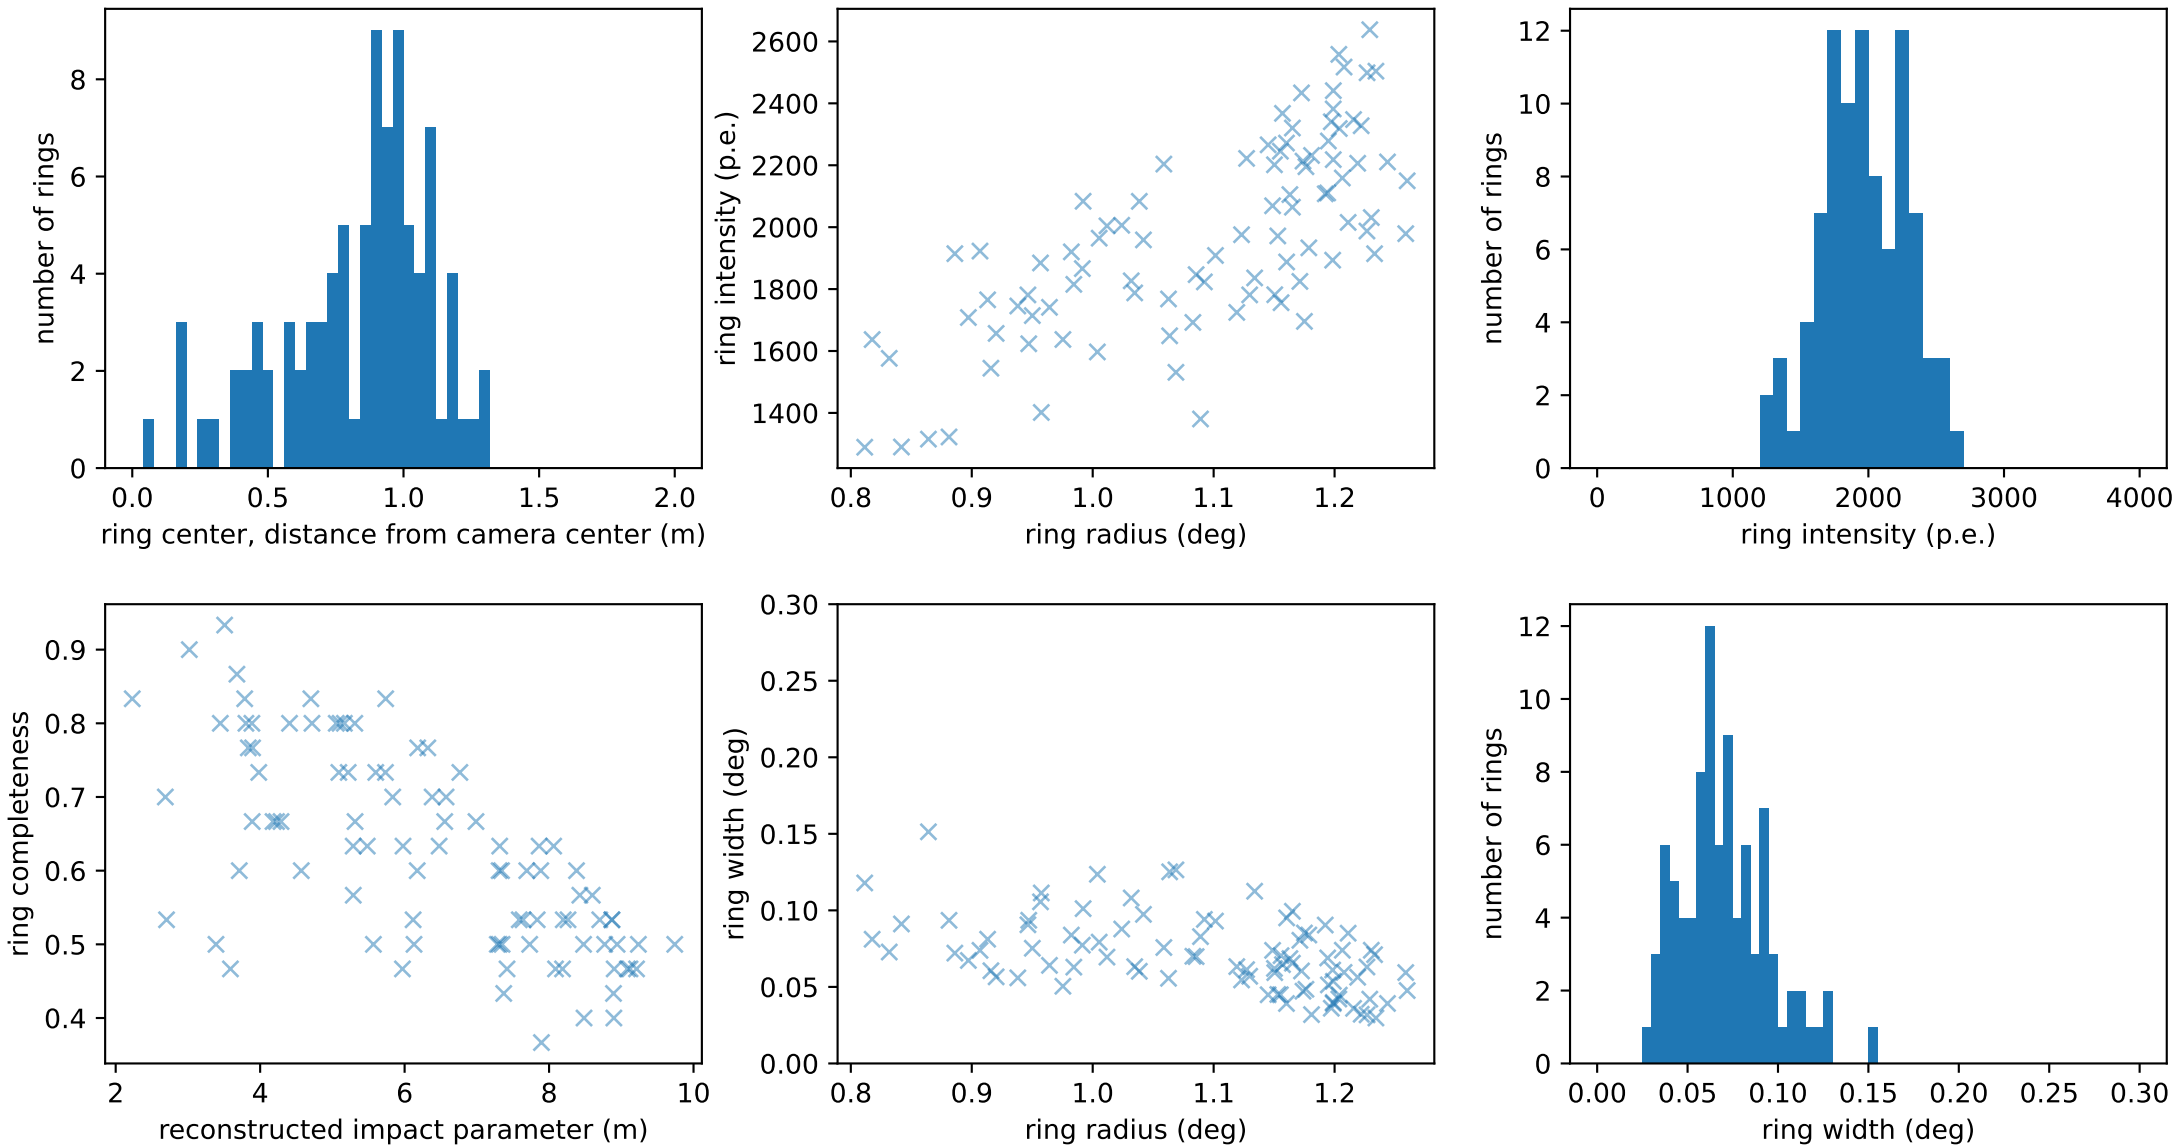 number of rings
8
6
4
2
0
0.0 0.5 1.0 1.5 2.0
ring center, distance from camera center (m)
ring intensity (p.e.)
2600
2400
2200
2000
1800
1600
1400
0.8 0.9 1.0 1.1 1.2
ring radius (deg)
number of rings
12
10
8
6
4
2
0
0 1000 2000 3000 4000
ring intensity (p.e.)
ring completeness
0.9
0.8
0.7
0.6
0.5
0.4
2 4 6 8 10
reconstructed impact parameter (m)
ring width (deg)
0.30
0.25
0.20
0.15
0.10
0.05
0.00
0.8 0.9 1.0 1.1 1.2
ring radius (deg)
number of rings
12
10
8
6
4
2
0
0.00 0.05 0.10 0.15 0.20 0.25 0.30
ring width (deg)